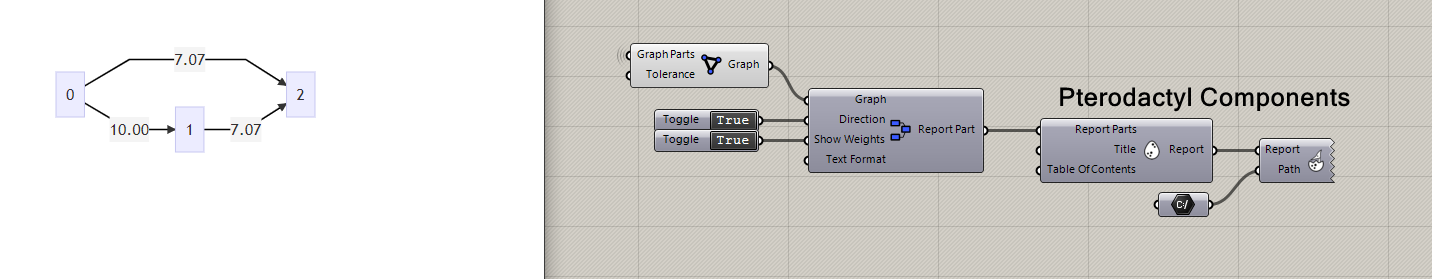 7.07
0
2
10.00
1
7.07
Graph Parts
Tolerance
Graph
Toggle True
Toggle True
Graph
Direction
Show Weights
Text Format
Report Part
Pterodactyl Components
Report Parts
Title
Table Of Contents
Report
Report
Path
C:/